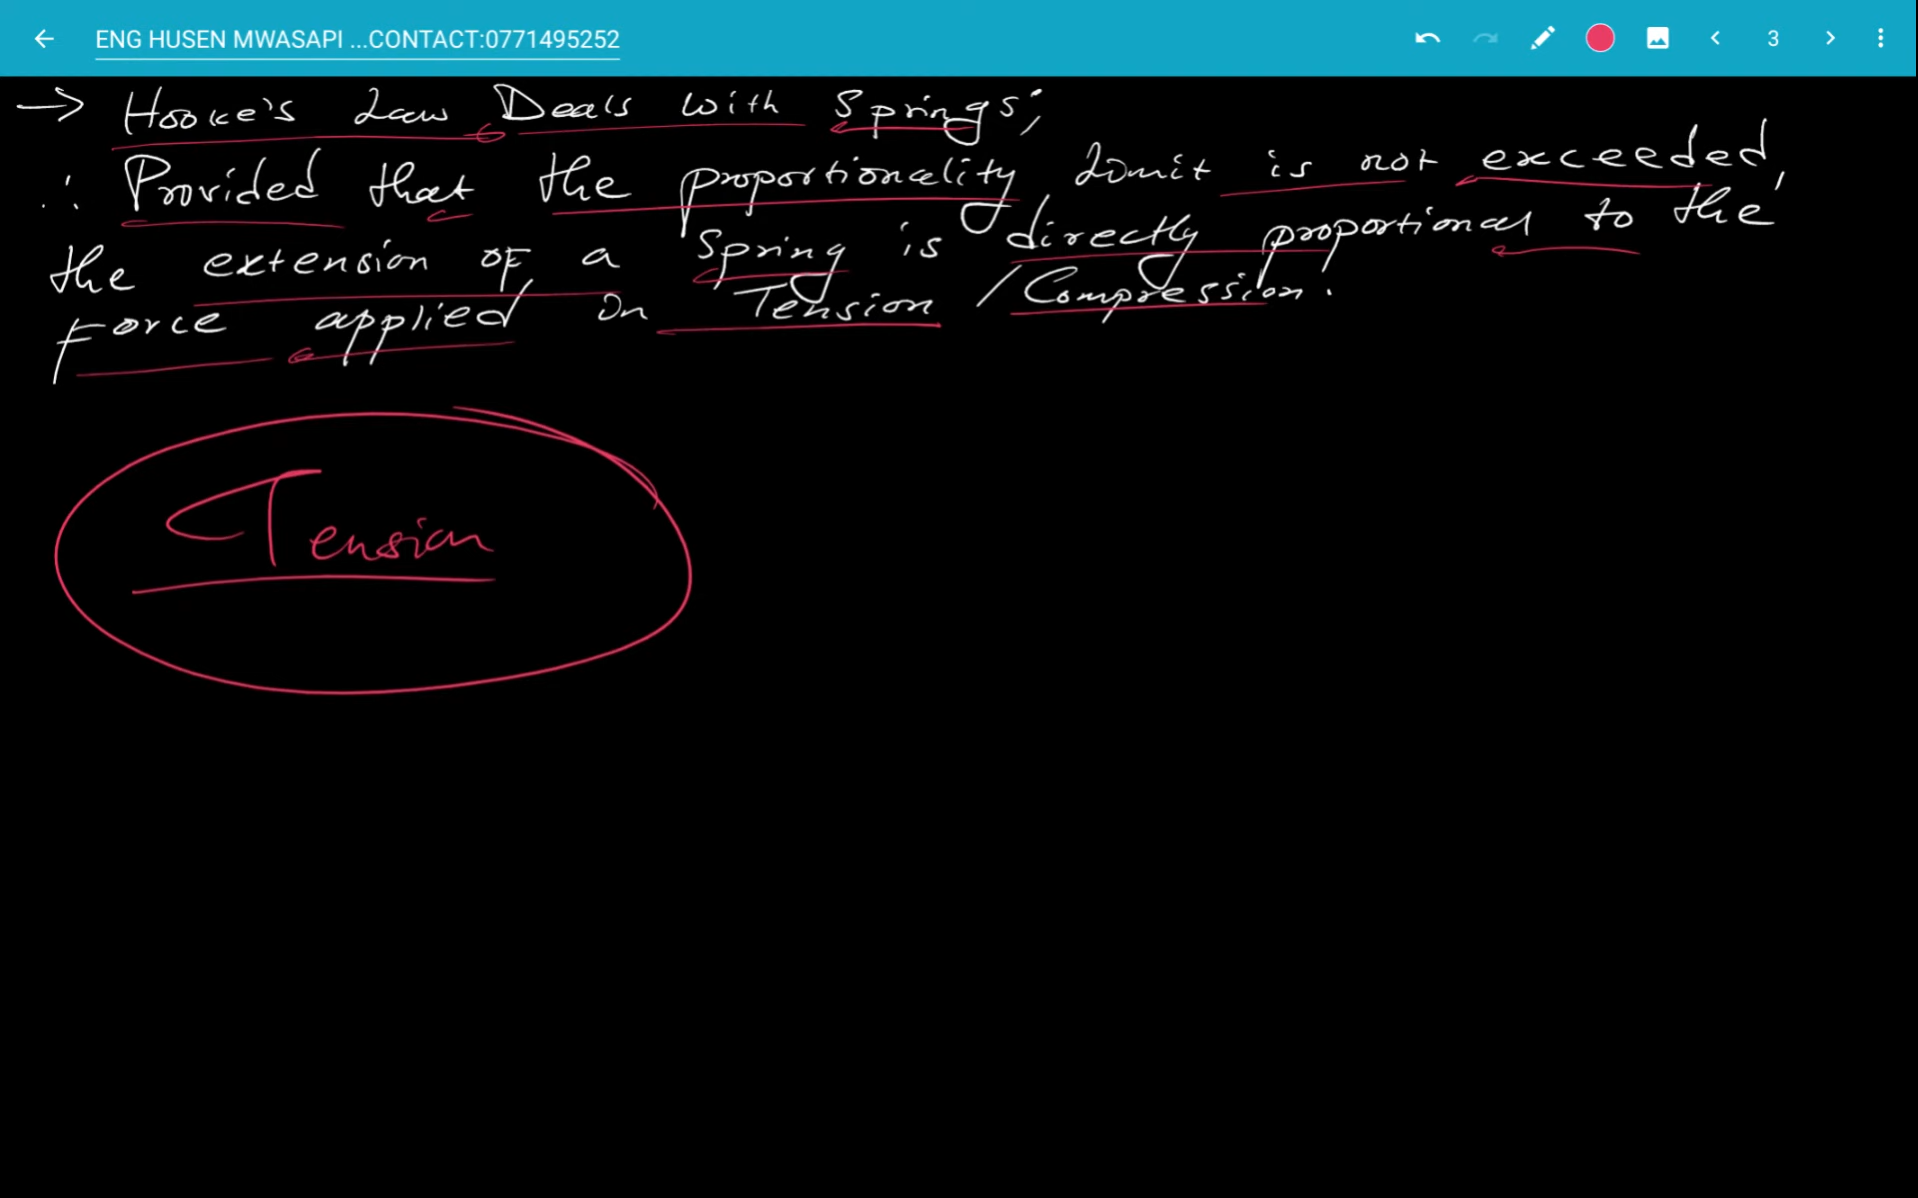 ENG HUSEN MWASAPI ...CONTACT:0771495252
3
→ Hooke's Law Deals with Springs;
∴ Provided that the proportionality Limit is not exceeded,
the extension of a spring is directly proportional to the
Force applied on Tension / Compression.
Tension